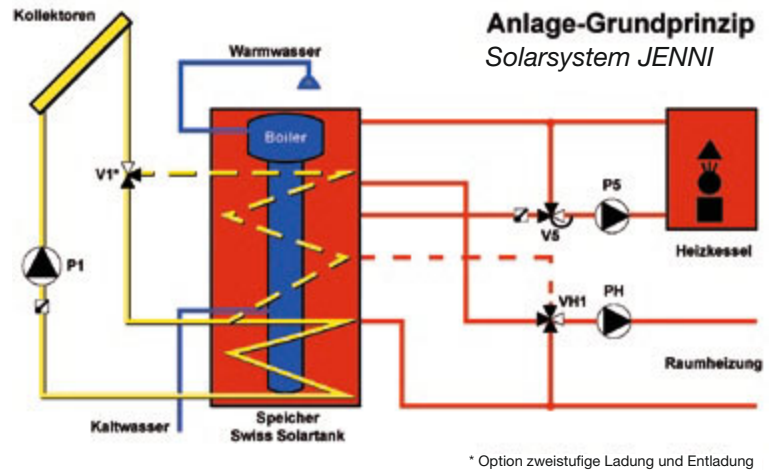 Kollektoren
Anlage-Grundprinzip
Solarsystem JENNI
Warmwasser
Boiler
V1*
P5
V5
Heizkessel
P1
VH1
PH
Raumheizung
Kaltwasser
Speicher
Swiss Solartank
* Option zweistufige Ladung und Entladung